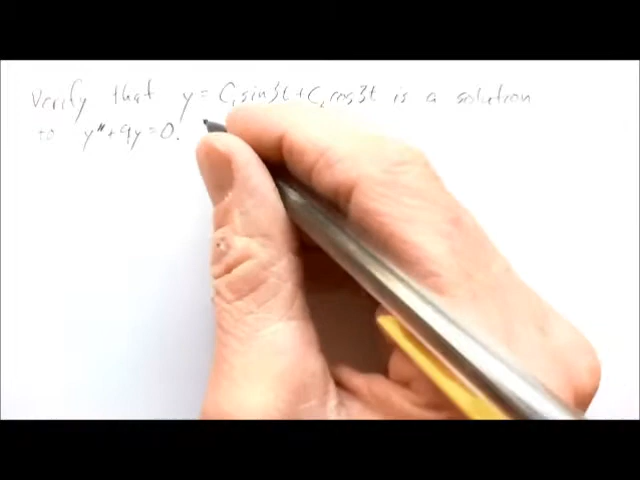 Verify that y = C₁sin3t + C₂cos3t is a solution
to y"+9y=0.